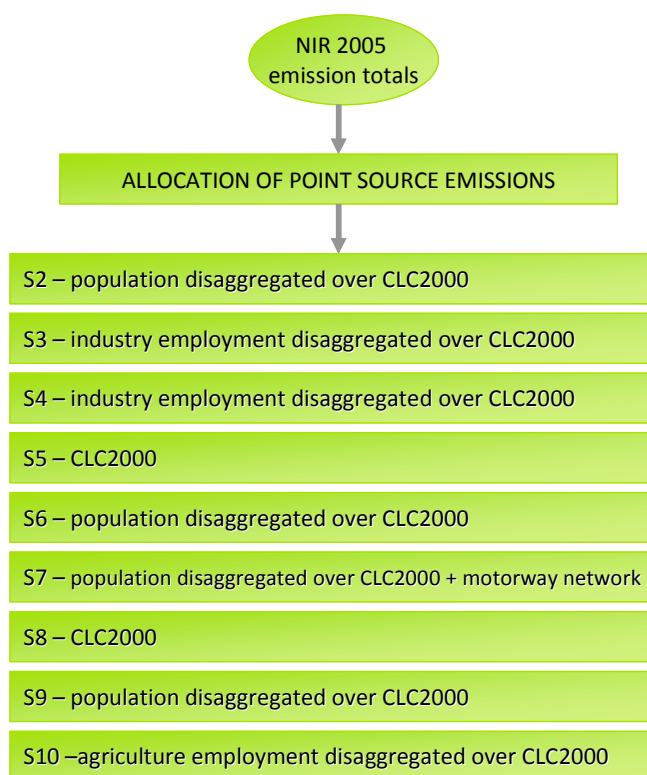 NIR 2005
emission totals
ALLOCATION OF POINT SOURCE EMISSIONS
S2 – population disaggregated over CLC2000
S3 – industry employment disaggregated over CLC2000
S4 – industry employment disaggregated over CLC2000
S5 – CLC2000
S6 – population disaggregated over CLC2000
S7 – population disaggregated over CLC2000 + motorway network
S8 – CLC2000
S9 – population disaggregated over CLC2000
S10 –agriculture employment disaggregated over CLC2000